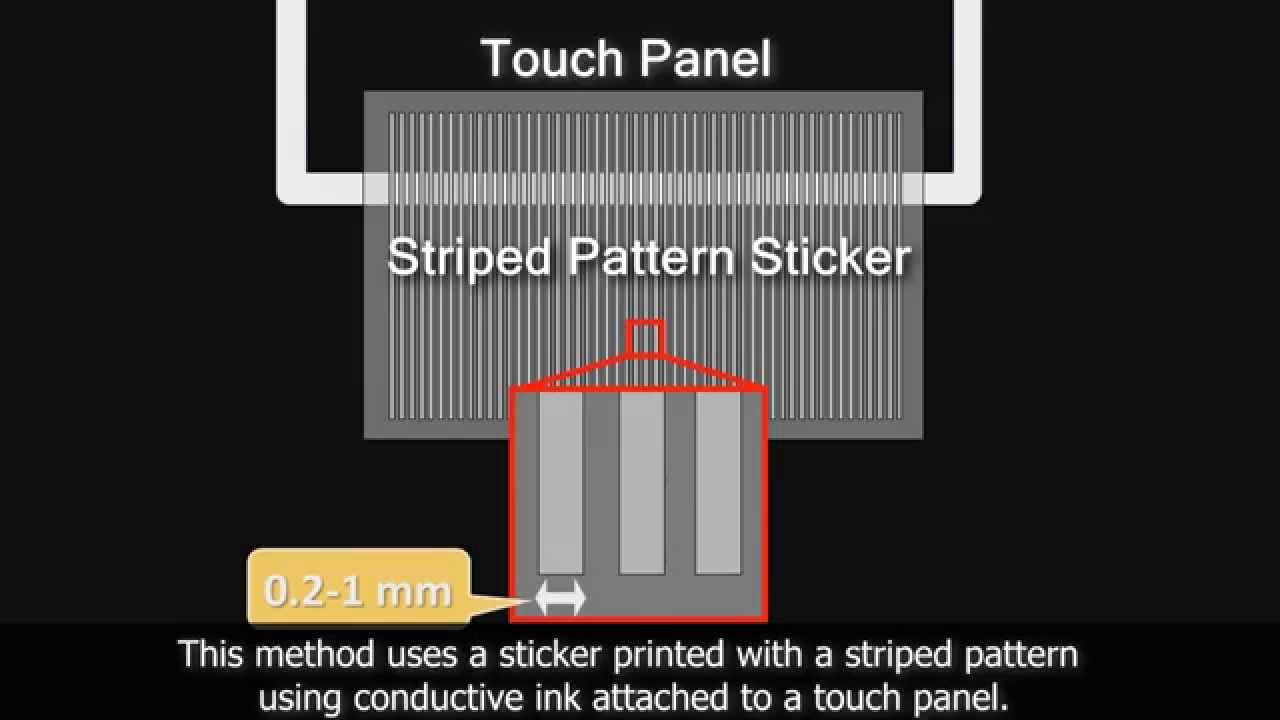 Touch Panel
Striped Pattern Sticker
0.2-1 mm
This method uses a sticker printed with a striped pattern
using conductive ink attached to a touch panel.